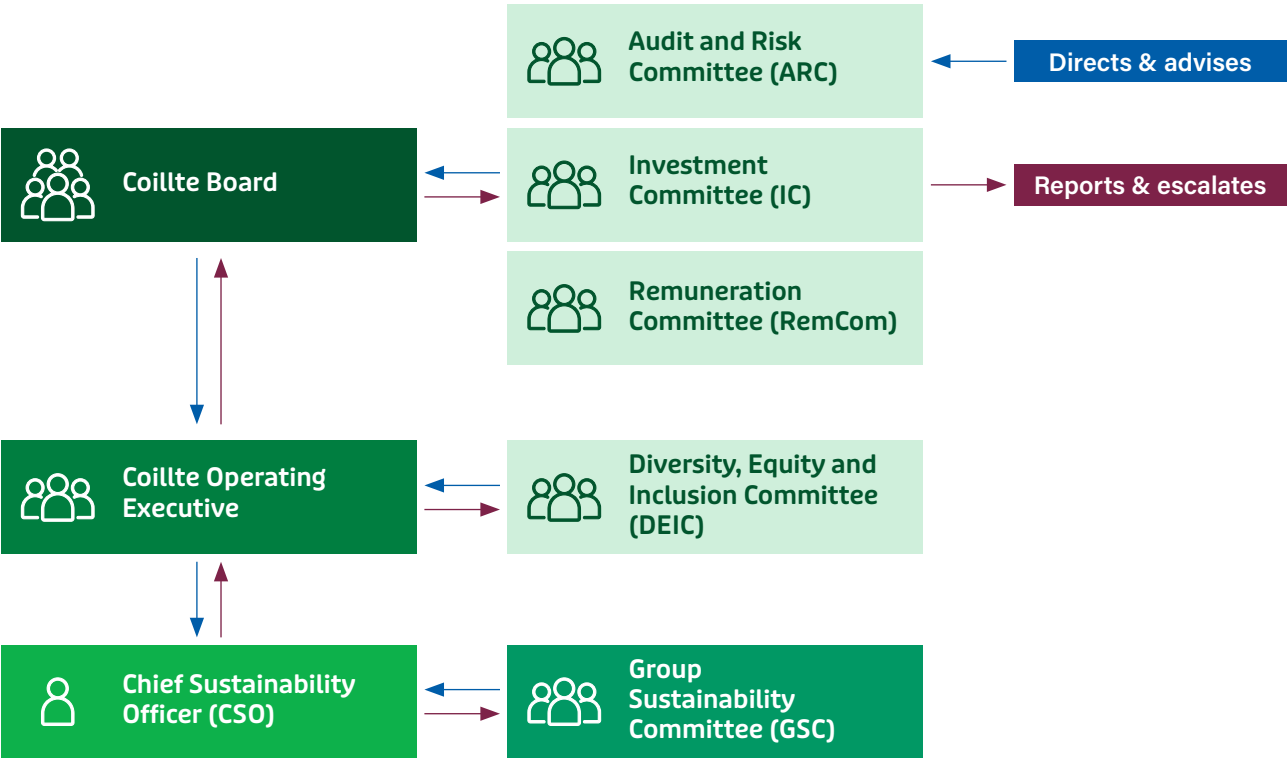 Audit and Risk
Committee (ARC)
Directs & advises
Coillte Board
Investment
Committee (IC)
Reports & escalates
Remuneration
Committee (RemCom)
Coillte Operating
Executive
Diversity, Equity and
Inclusion Committee
(DEIC)
Chief Sustainability
Officer (CSO)
Group
Sustainability
Committee (GSC)